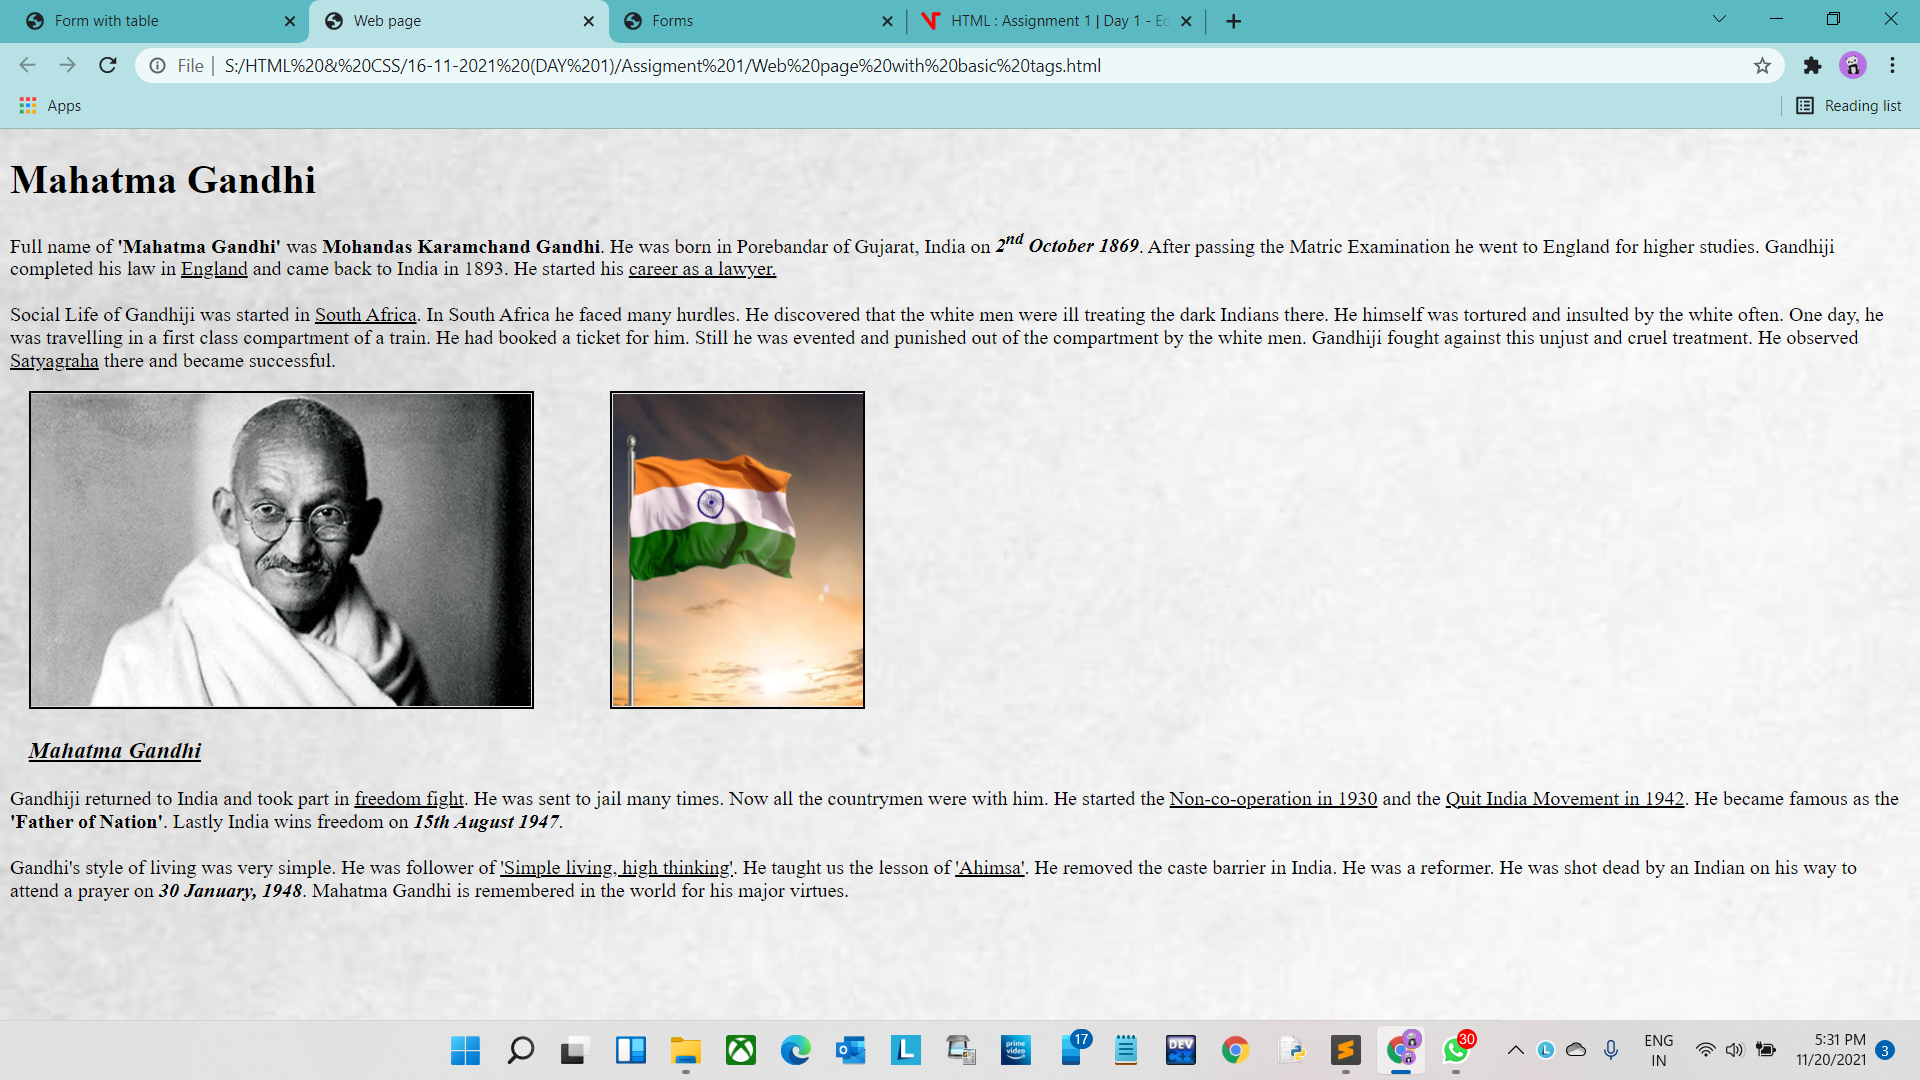 Form with table
Web page
Forms
HTML : Assignment 1 | Day 1 - Ed
File
S:/HTML%20&%20CSS/16-11-2021%20(DAY%201)/Assigment%201/Web%20page%20with%20basic%20tags.html
Apps
Reading list
Mahatma Gandhi
Full name of 'Mahatma Gandhi' was Mohandas Karamchand Gandhi. He was born in Porebandar of Gujarat, India on 2nd October 1869. After passing the Matric Examination he went to England for higher studies. Gandhiji
completed his law in England and came back to India in 1893. He started his career as a lawyer.
Social Life of Gandhiji was started in South Africa. In South Africa he faced many hurdles. He discovered that the white men were ill treating the dark Indians there. He himself was tortured and insulted by the white often. One day, he
was travelling in a first class compartment of a train. He had booked a ticket for him. Still he was evented and punished out of the compartment by the white men. Gandhiji fought against this unjust and cruel treatment. He observed
Satyagraha there and became successful.
Mahatma Gandhi
Gandhiji returned to India and took part in freedom fight. He was sent to jail many times. Now all the countrymen were with him. He started the Non-co-operation in 1930 and the Quit India Movement in 1942. He became famous as the
'Father of Nation'. Lastly India wins freedom on 15th August 1947.
Gandhi's style of living was very simple. He was follower of 'Simple living, high thinking'. He taught us the lesson of 'Ahimsa'. He removed the caste barrier in India. He was a reformer. He was shot dead by an Indian on his way to
attend a prayer on 30 January, 1948. Mahatma Gandhi is remembered in the world for his major virtues.
L
prime video
17
DEV C++
S
30
L
ENG
IN
5:31 PM
11/20/2021
3